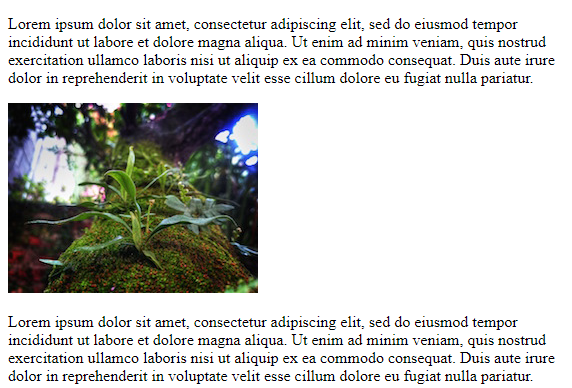 Lorem ipsum dolor sit amet, consectetur adipiscing elit, sed do eiusmod tempor
incididunt ut labore et dolore magna aliqua. Ut enim ad minim veniam, quis nostrud
exercitation ullamco laboris nisi ut aliquip ex ea commodo consequat. Duis aute irure
dolor in reprehenderit in voluptate velit esse cillum dolore eu fugiat nulla pariatur.
Lorem ipsum dolor sit amet, consectetur adipiscing elit, sed do eiusmod tempor
incididunt ut labore et dolore magna aliqua. Ut enim ad minim veniam, quis nostrud
exercitation ullamco laboris nisi ut aliquip ex ea commodo consequat. Duis aute irure
dolor in reprehenderit in voluptate velit esse cillum dolore eu fugiat nulla pariatur.